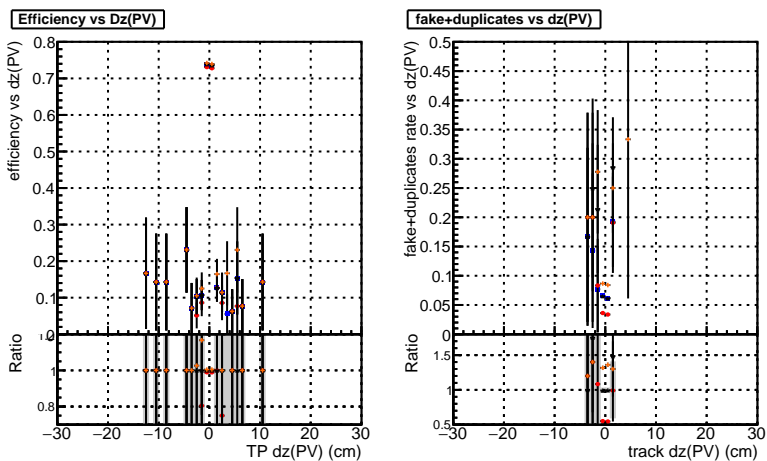 Efficiency vs Dz(PV)
efficiency vs dz(PV)
0.8
0.7
0.6
0.5
0.4
0.3
0.2
0.1
0
Ratio
1
0.8
−30 −20 −10 0 10 20 30
TP dz(PV) (cm)
fake+duplicates vs dz(PV)
fake+duplicates rate vs dz(PV)
0.5
0.45
0.4
0.35
0.3
0.25
0.2
0.15
0.1
0.05
0
Ratio
1.5
1
0.5
−30 −20 −10 0 10 20 30
track dz(PV) (cm)